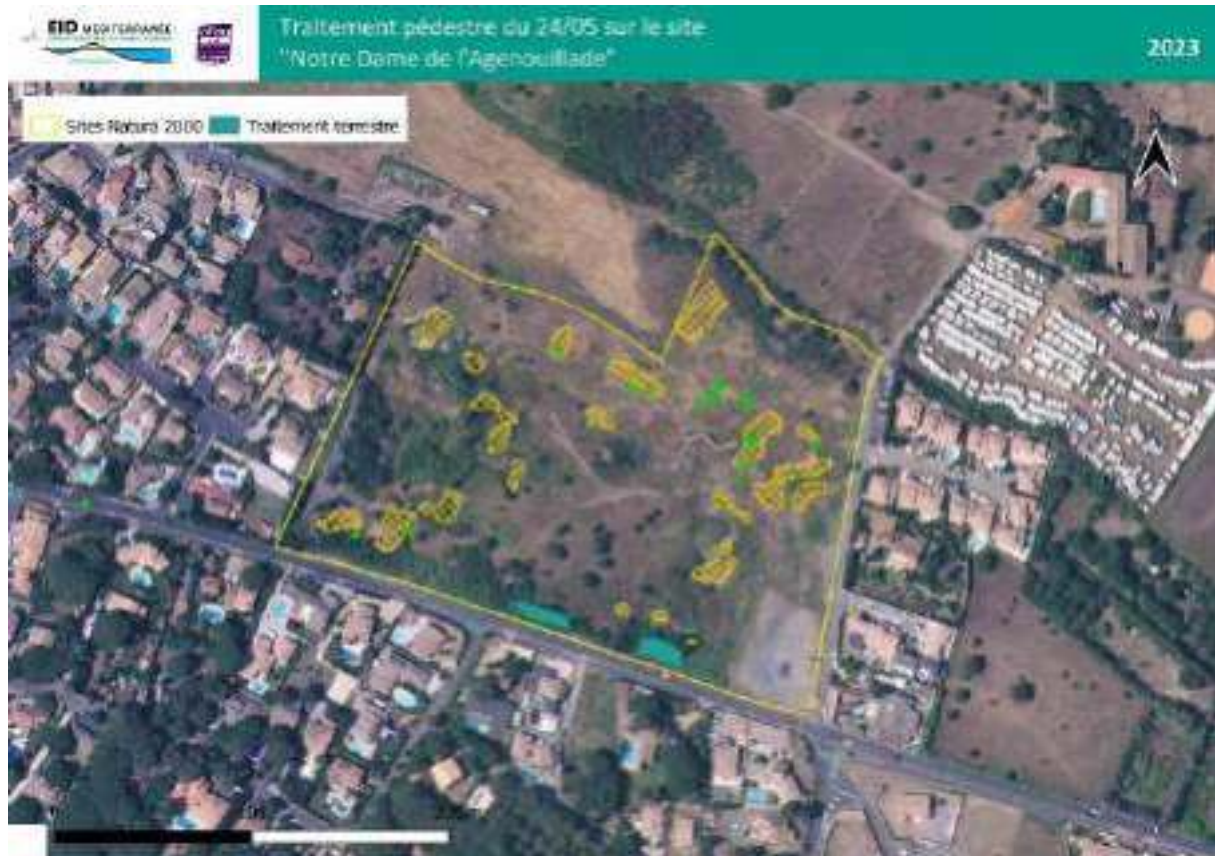 EID MEDITERRANEE
Traitement pédestre du 24/05 sur le site
"Notre Dame de l'Agenouillade"
2023
Sites Natura 2000 Traitement terrestre